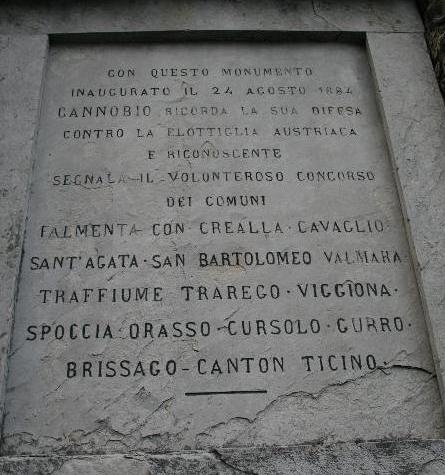 CON QUESTO MONUMENTO
INAUGURATO IL 24 AGOSTO 1884
CANNOBIO RICORDA LA SUA DIFESA
CONTRO LA FLOTTIGLIA AUSTRIACA
E RICONOSCENTE
SEGNALA IL VOLONTEROSO CONCORSO
DEI COMUNI
FALMENTA CON CREALLA · CAVAGLIO
SANT'AGATA · SAN BARTOLOMEO VALMARA ·
TRAFFIUME TRAREGO · VIGGIONA ·
SPOCCIA · ORASSO · CURSOLO · GURRO ·
BRISSAGO - CANTON TICINO ·